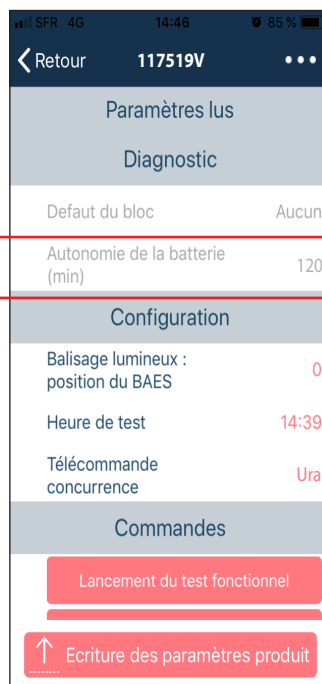 SFR 4G 14:46 85 %
Retour 117519V •••
Paramètres lus
Diagnostic
Defaut du bloc Aucun
Autonomie de la batterie
(min) 120
Configuration
Balisage lumineux :
position du BAES 0
Heure de test 14:39
Télécommande
concurrence Ura
Commandes
Lancement du test fonctionnel
Ecriture des paramètres produit